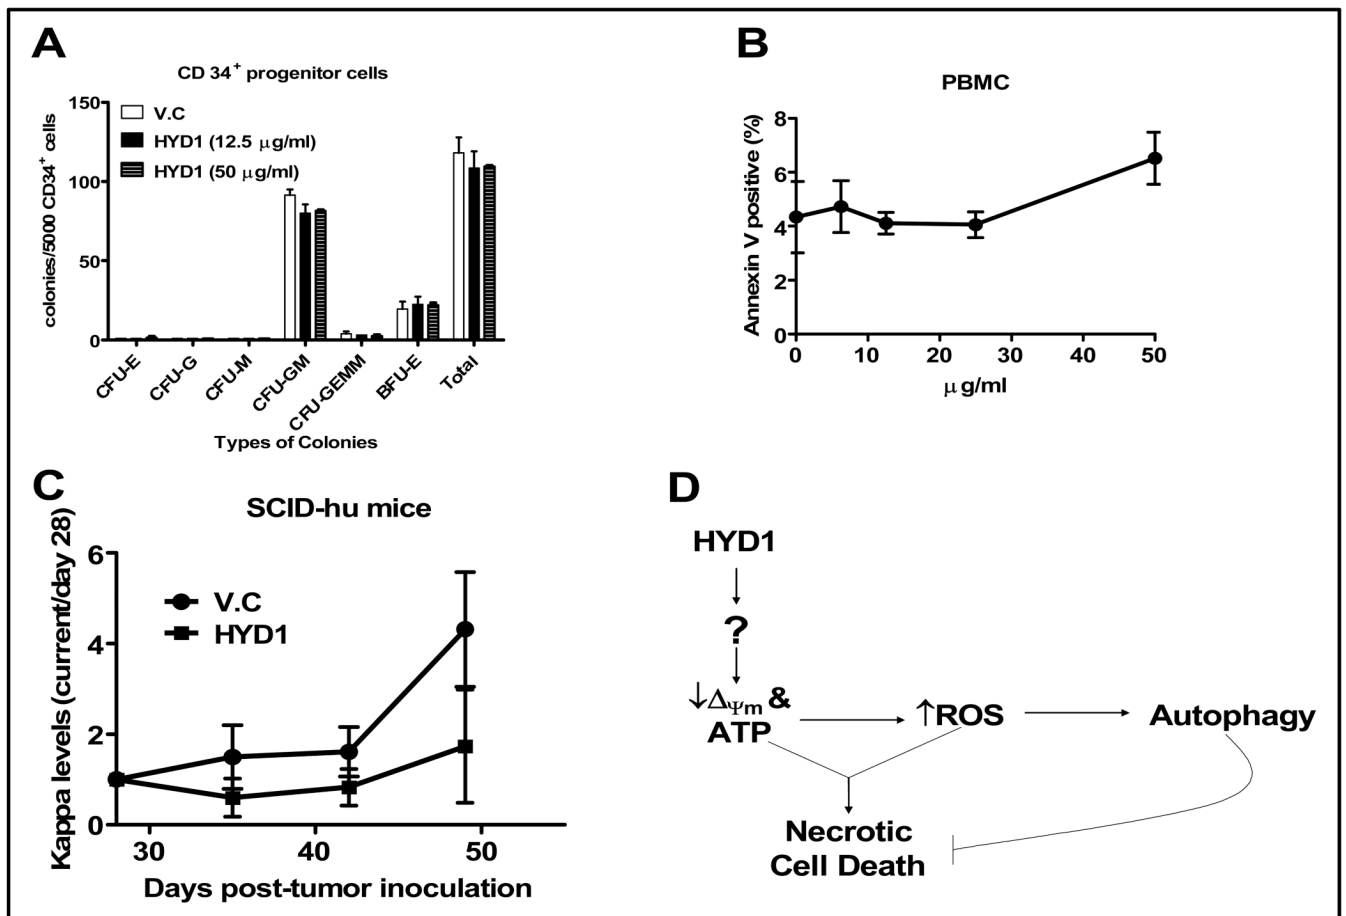 A
CD 34⁺ progenitor cells
colonies/5000 CD34⁺ cells
150
100
50
0
V.C
HYD1 (12.5 μg/ml)
HYD1 (50 μg/ml)
CFU-E
CFU-G
CFU-M
CFU-GM
CFU-GEMM
BFU-E
Total
Types of Colonies
B
PBMC
Annexin V positive (%)
8
6
4
2
0
0 10 20 30 40 50
μg/ml
C
SCID-hu mice
Kappa levels (current/day 28)
6
4
2
0
V.C
HYD1
30 40 50
Days post-tumor inoculation
D
HYD1
?
↓ΔΨm &
ATP
↑ROS
Autophagy
Necrotic
Cell Death